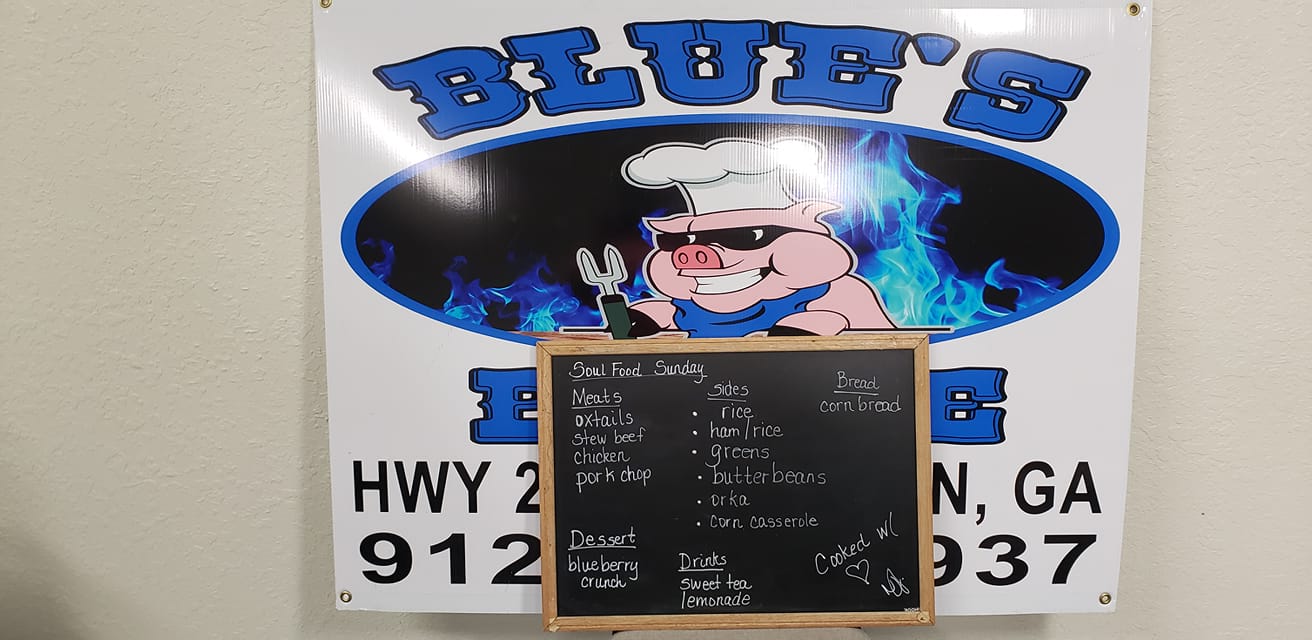 BLUE'S
HWY 2
N, GA
912
937
Soul Food Sunday
Meats
oxtails
stew beef
chicken
pork chop
Sides
• rice
• ham/rice
• greens
• butterbeans
• orka
• corn casserole
Bread
corn bread
Dessert
blueberry
crunch
Drinks
sweet tea
lemonade
Cooked w/
♡